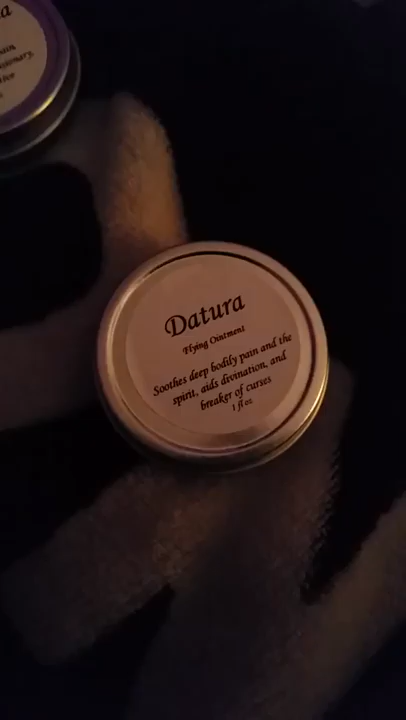 a
Datura
Flying Ointment
Soothes deep bodily pain and the
spirit, aids divination, and
breaker of curses
1 fl oz